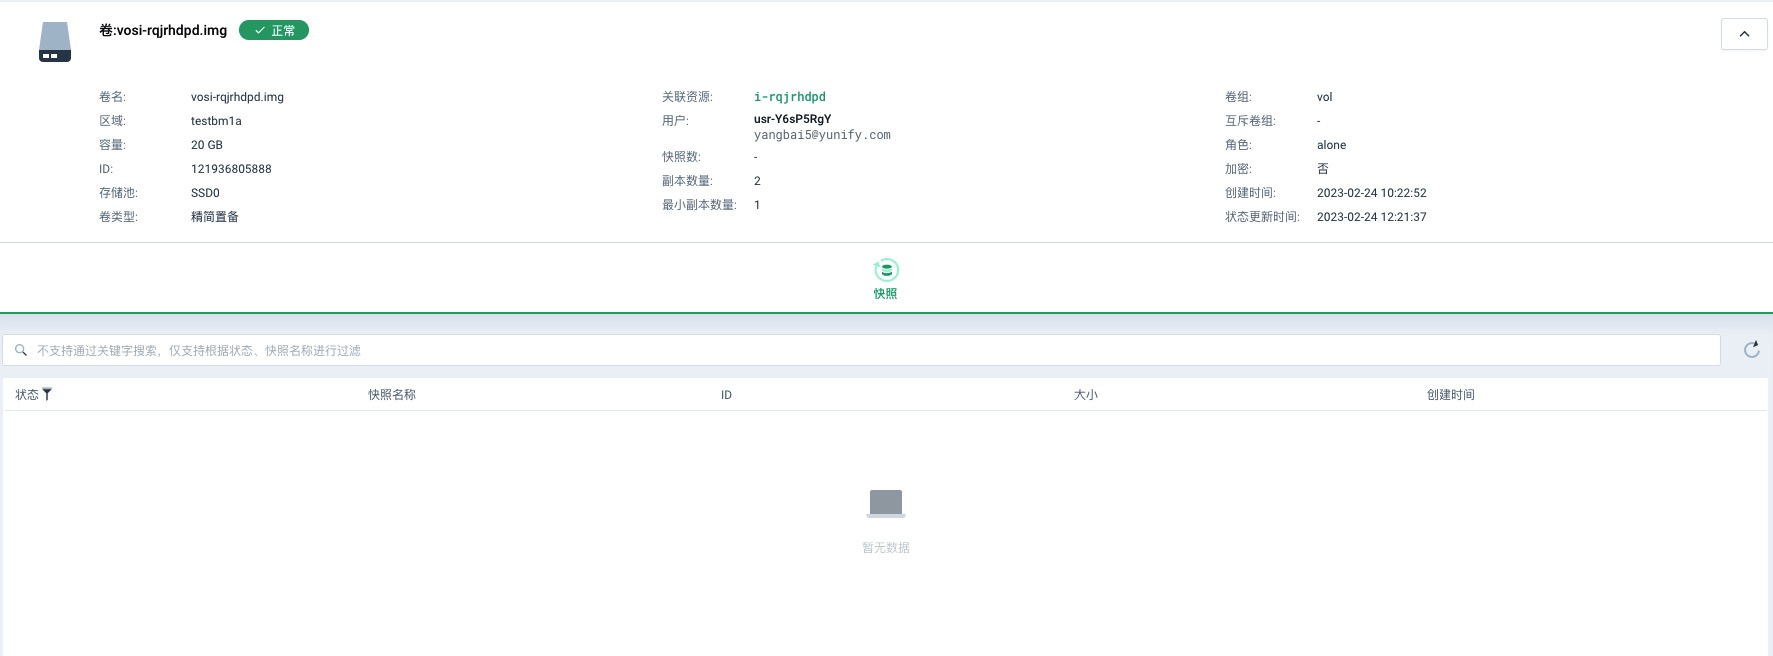 卷:vosi-rqjrhdpd.img 正常
卷名: vosi-rqjrhdpd.img
区域: testbm1a
容量: 20 GB
ID: 121936805888
存储池: SSD0
卷类型: 精简置备
关联资源: i-rqjrhdpd
用户: usr-Y6sP5RgY
yangbai5@yunify.com
快照数: -
副本数量: 2
最小副本数量: 1
卷组: vol
互斥卷组: -
角色: alone
加密: 否
创建时间: 2023-02-24 10:22:52
状态更新时间: 2023-02-24 12:21:37
快照
不支持通过关键字搜索，仅支持根据状态、快照名称进行过滤
状态 快照名称 ID 大小 创建时间
暂无数据